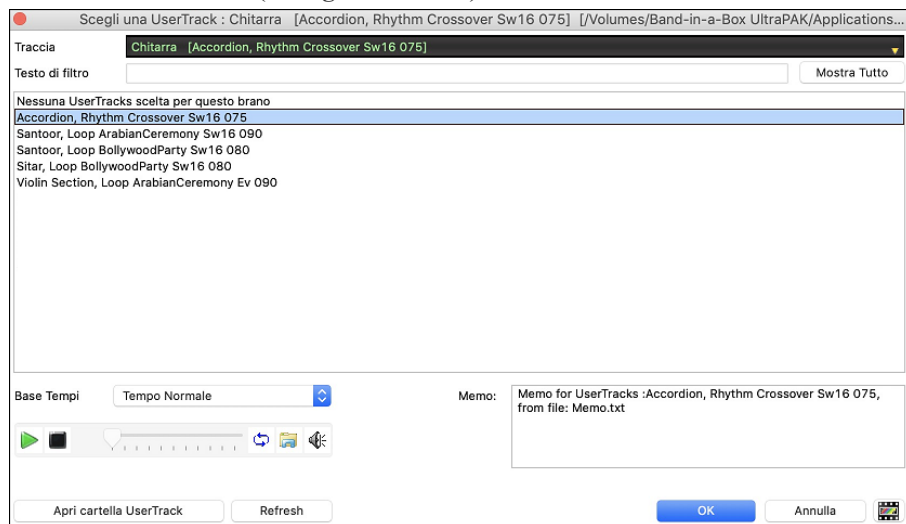 Scegli una UserTrack : Chitarra [Accordion, Rhythm Crossover Sw16 075] [/Volumes/Band-in-a-Box UltraPAK/Applications...
Traccia Chitarra [Accordion, Rhythm Crossover Sw16 075]
Testo di filtro Mostra Tutto
Nessuna UserTracks scelta per questo brano
Accordion, Rhythm Crossover Sw16 075
Santoor, Loop ArabianCeremony Sw16 090
Santoor, Loop BollywoodParty Sw16 080
Sitar, Loop BollywoodParty Sw16 080
Violin Section, Loop ArabianCeremony Ev 090
Base Tempi Tempo Normale Memo: Memo for UserTracks :Accordion, Rhythm Crossover Sw16 075,
from file: Memo.txt
Apri cartella UserTrack Refresh OK Annulla